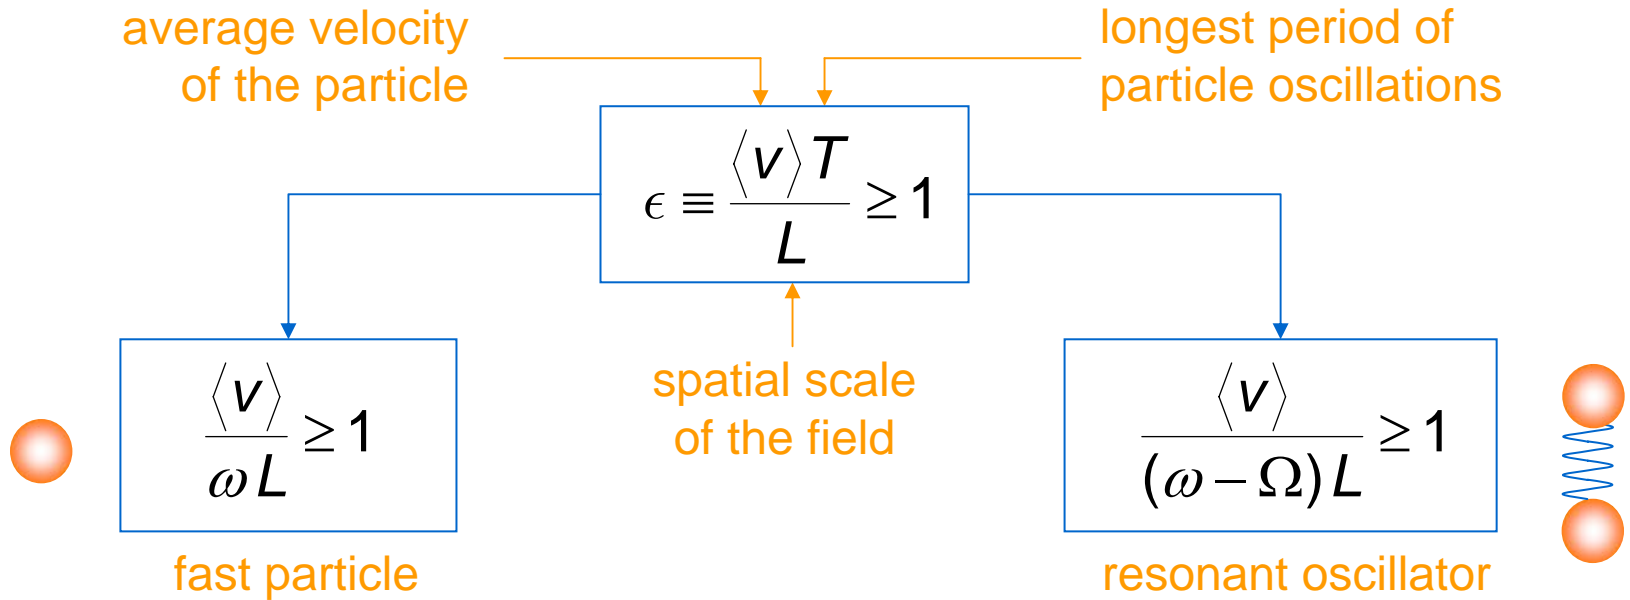 average velocity
of the particle
longest period of
particle oscillations
ϵ ≡ ⟨v⟩ T / L ≥ 1
⟨v⟩ / ω L ≥ 1
spatial scale
of the field
⟨v⟩ / (ω − Ω) L ≥ 1
fast particle
resonant oscillator